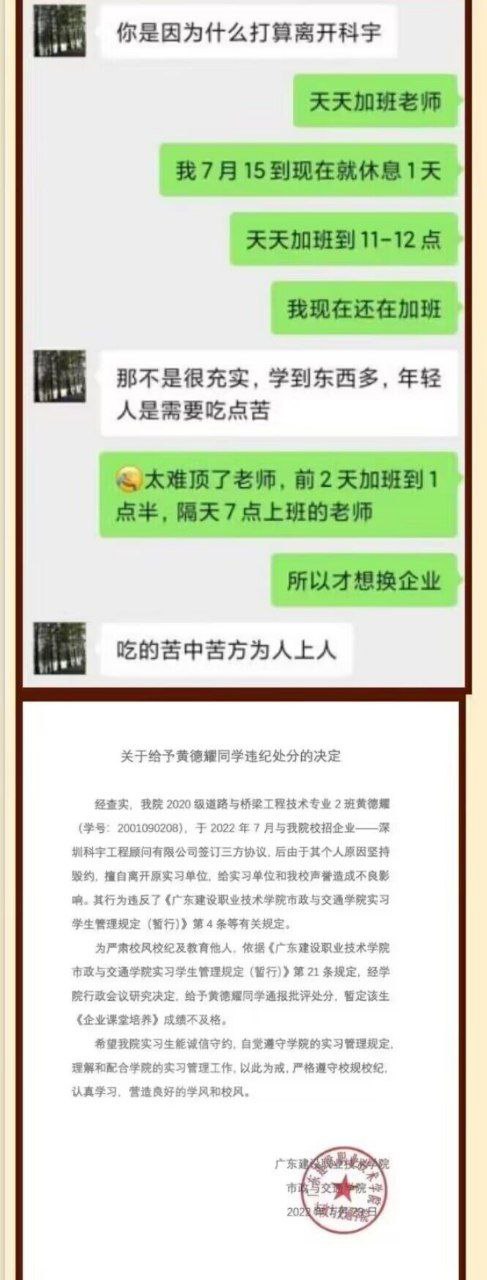 你是因为什么打算离开科宇
天天加班老师
我7月15到现在就休息1天
天天加班到11-12点
我现在还在加班
那不是很充实，学到东西多，年轻
人是需要吃点苦
太难顶了老师，前2天加班到1
点半，隔天7点上班的老师
所以才想换企业
吃的苦中苦方为人上人
关于给予黄德耀同学违纪处分的决定
经查实，我院2020级道路与桥梁工程技术专业2班黄德耀
（学号：2001090208），于2022年7月与我院校招企业——深
圳科宇工程顾问有限公司签订三方协议，后由于其个人原因坚持
毁约，擅自离开原实习单位，给实习单位和我校声誉造成不良影
响。其行为违反了《广东建设职业技术学院市政与交通学院实习
学生管理规定（暂行）》第4条等有关规定。
为严肃校风校纪及教育他人，依据《广东建设职业技术学院
市政与交通学院实习学生管理规定（暂行）》第21条规定，经学
院行政会议研究决定，给予黄德耀同学通报批评处分，暂定该生
《企业课堂培养》成绩不及格。
希望我院实习生能诚信守约，自觉遵守学院的实习管理规定，
理解和配合学院的实习管理工作，以此为戒，严格遵守校规校纪，
认真学习，营造良好的学风和校风。
广东建设职业技术学院
市政与交通学院